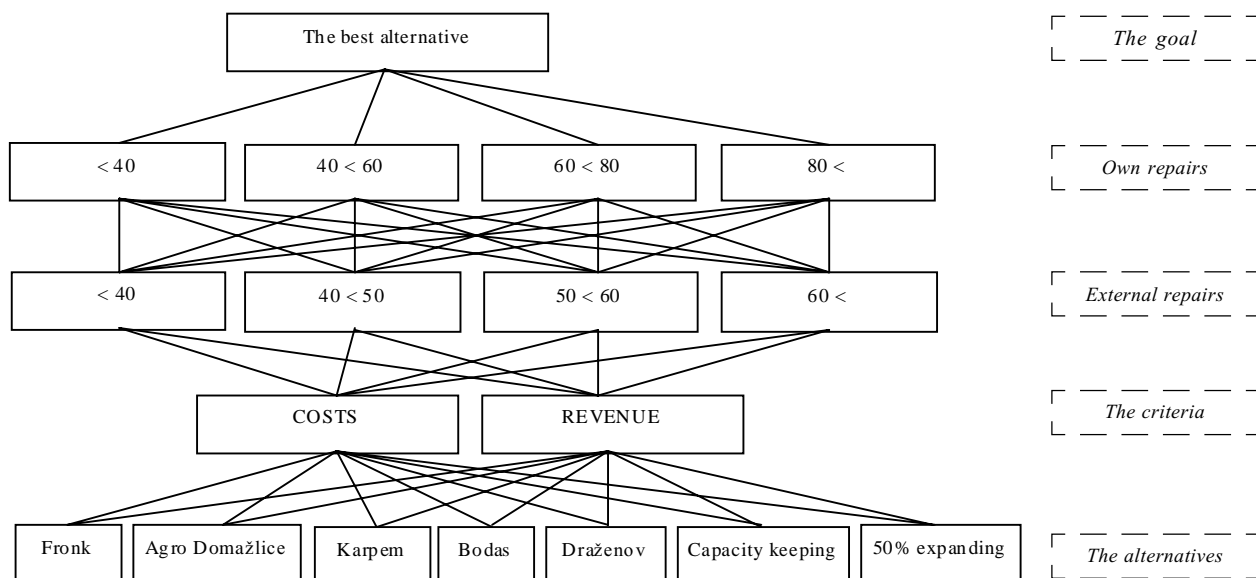 The best alternative
The goal
< 40
40 < 60
60 < 80
80 <
Own repairs
< 40
40 < 50
50 < 60
60 <
External repairs
COSTS
REVENUE
The criteria
Fronk
Agro Domažlice
Karpem
Bodas
Draženov
Capacity keeping
50% expanding
The alternatives